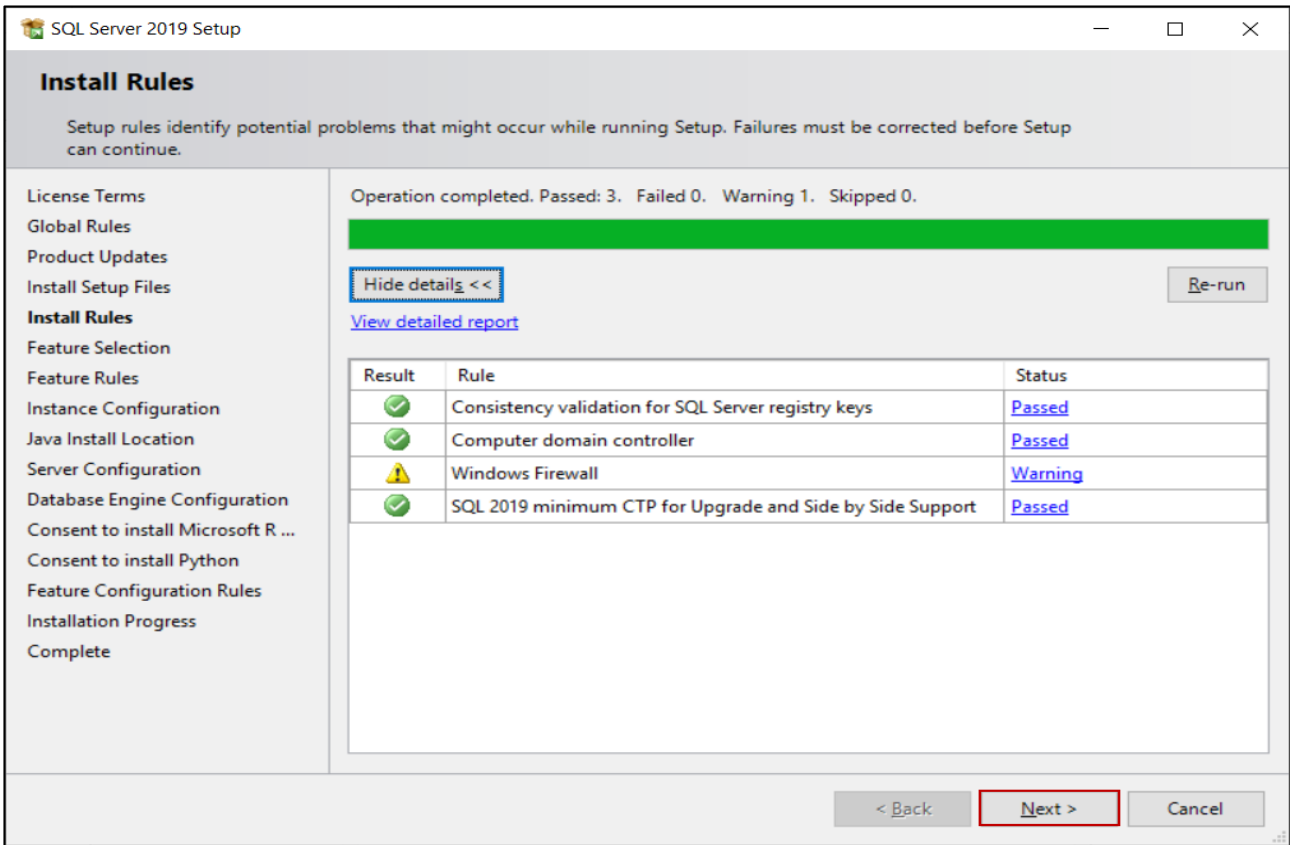 SQL Server 2019 Setup
Install Rules
Setup rules identify potential problems that might occur while running Setup. Failures must be corrected before Setup
can continue.
License Terms
Global Rules
Product Updates
Install Setup Files
Install Rules
Feature Selection
Feature Rules
Instance Configuration
Java Install Location
Server Configuration
Database Engine Configuration
Consent to install Microsoft R ...
Consent to install Python
Feature Configuration Rules
Installation Progress
Complete
Operation completed. Passed: 3. Failed 0. Warning 1. Skipped 0.
Hide details <<
Re-run
View detailed report
Result Rule Status
Consistency validation for SQL Server registry keys Passed
Computer domain controller Passed
Windows Firewall Warning
SQL 2019 minimum CTP for Upgrade and Side by Side Support Passed
< Back Next > Cancel